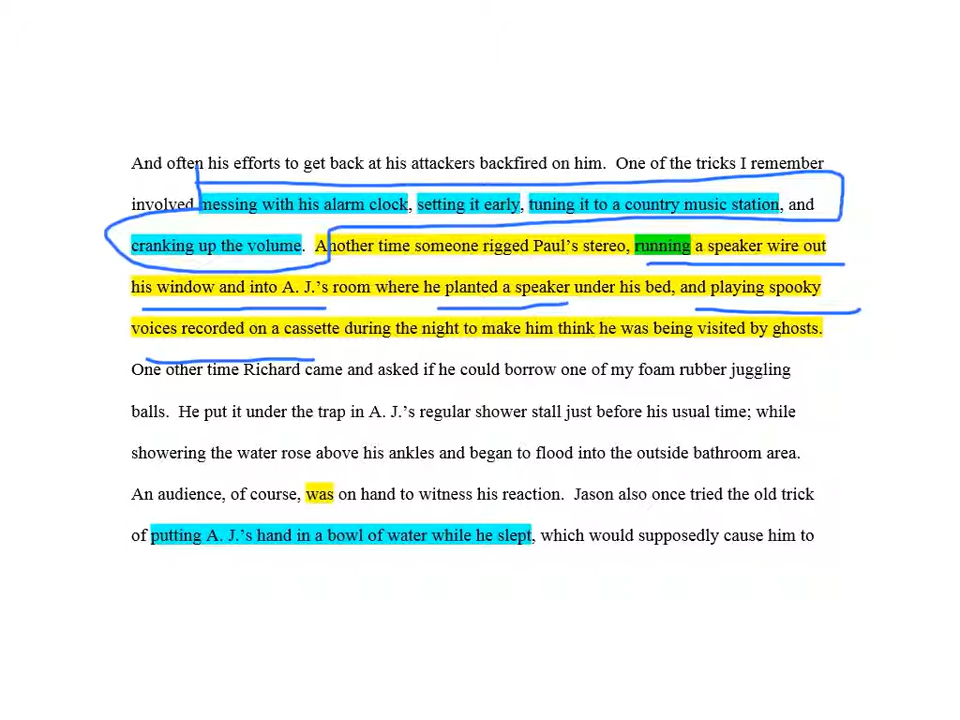 And often his efforts to get back at his attackers backfired on him.  One of the tricks I remember
involved messing with his alarm clock, setting it early, tuning it to a country music station, and
cranking up the volume.  Another time someone rigged Paul’s stereo, running a speaker wire out
his window and into A. J.’s room where he planted a speaker under his bed, and playing spooky
voices recorded on a cassette during the night to make him think he was being visited by ghosts.
One other time Richard came and asked if he could borrow one of my foam rubber juggling
balls.  He put it under the trap in A. J.’s regular shower stall just before his usual time; while
showering the water rose above his ankles and began to flood into the outside bathroom area.
An audience, of course, was on hand to witness his reaction.  Jason also once tried the old trick
of putting A. J.’s hand in a bowl of water while he slept, which would supposedly cause him to